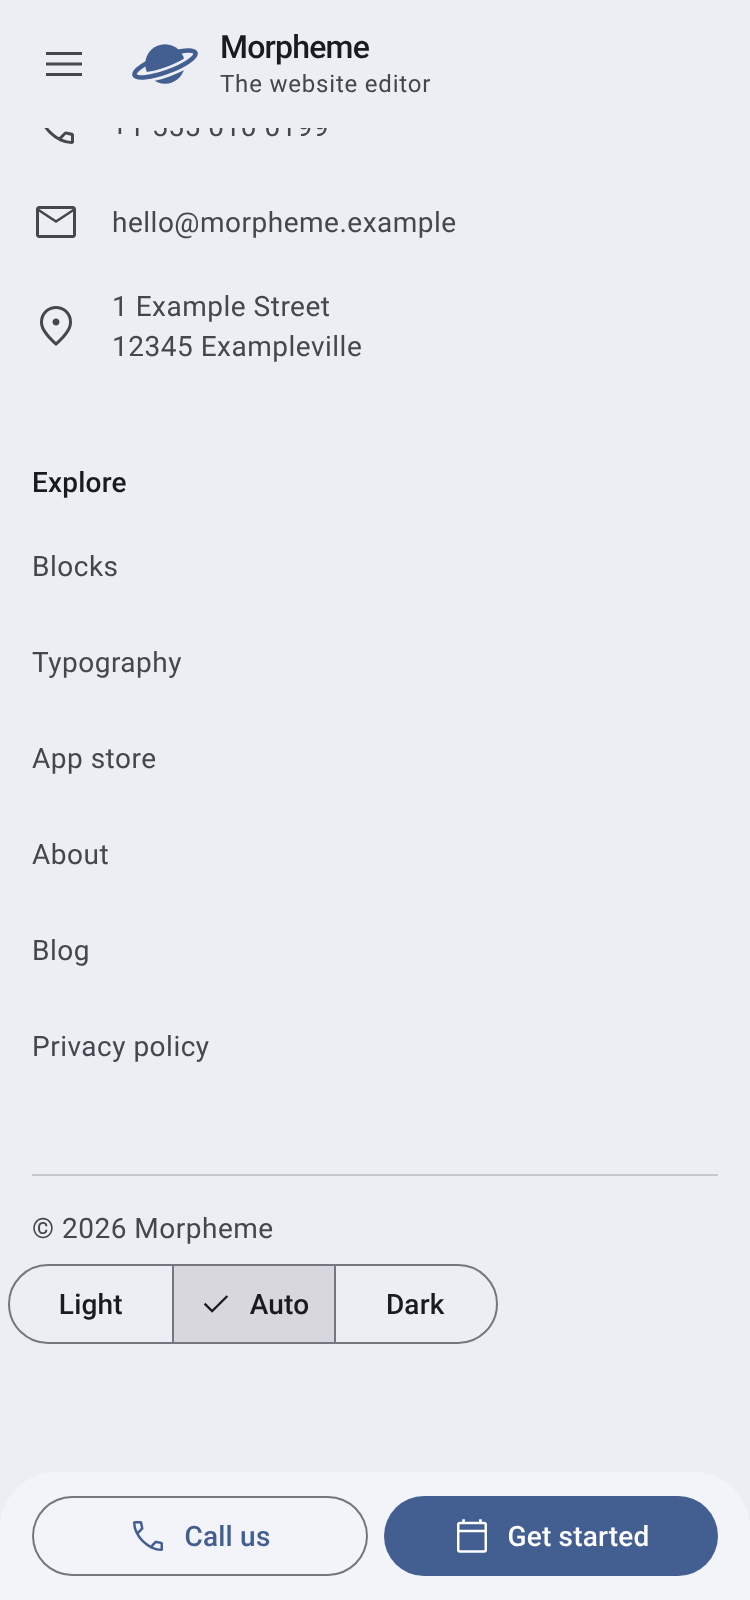 Morpheme
The website editor
hello@morpheme.example
1 Example Street
12345 Exampleville
Explore
Blocks
Typography
App store
About
Blog
Privacy policy
© 2026 Morpheme
Light
Auto
Dark
Call us
Get started